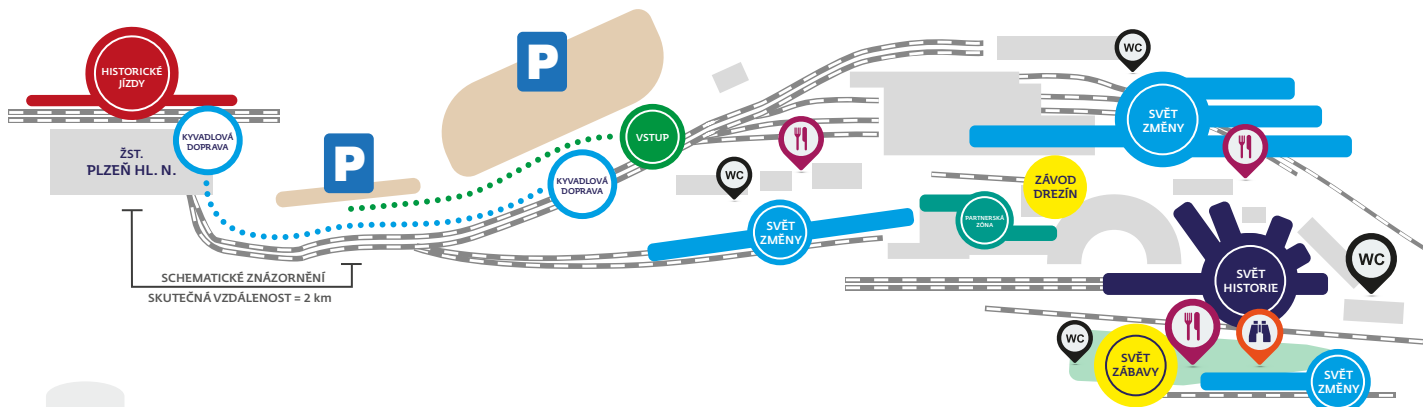 HISTORICKÉ
JÍZDY
KYVADLOVÁ
DOPRAVA
ŽST.
PLZEŇ HL. N.
SCHEMATICKÉ ZNÁZORNĚNÍ
SKUTEČNÁ VZDÁLENOST = 2 km
P
P
KYVADLOVÁ
DOPRAVA
VSTUP
WC
SVĚT
ZMĚNY
WC
SVĚT
ZMĚNY
ZÁVOD
DREZÍN
PARTNERSKÁ
ZÓNA
SVĚT
HISTORIE
WC
WC
SVĚT
ZÁBAVY
SVĚT
ZMĚNY